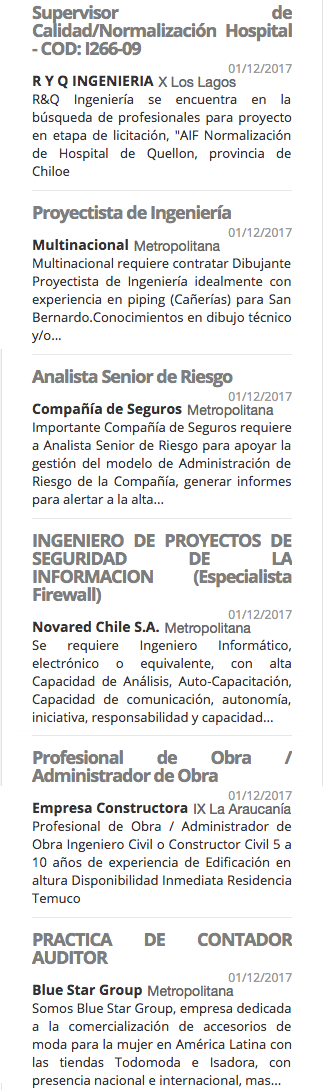 Supervisor de
Calidad/Normalización Hospital
- COD: I266-09
01/12/2017
R Y Q INGENIERIA X Los Lagos
R&Q Ingeniería se encuentra en la
búsqueda de profesionales para proyecto
en etapa de licitación, "AIF Normalización
de Hospital de Quellon, provincia de
Chiloe
Proyectista de Ingeniería
01/12/2017
Multinacional Metropolitana
Multinacional requiere contratar Dibujante
Proyectista de Ingeniería idealmente con
experiencia en piping (Cañerías) para San
Bernardo.Conocimientos en dibujo técnico
y/o...
Analista Senior de Riesgo
01/12/2017
Compañía de Seguros Metropolitana
Importante Compañía de Seguros requiere
a Analista Senior de Riesgo para apoyar la
gestión del modelo de Administración de
Riesgo de la Compañía, generar informes
para alertar a la alta...
INGENIERO DE PROYECTOS DE
SEGURIDAD DE LA
INFORMACION (Especialista
Firewall)
01/12/2017
Novared Chile S.A. Metropolitana
Se requiere Ingeniero Informático,
electrónico o equivalente, con alta
Capacidad de Análisis, Auto-Capacitación,
Capacidad de comunicación, autonomía,
iniciativa, responsabilidad y capacidad...
Profesional de Obra /
Administrador de Obra
01/12/2017
Empresa Constructora IX La Araucanía
Profesional de Obra / Administrador de
Obra Ingeniero Civil o Constructor Civil 5 a
10 años de experiencia de Edificación en
altura Disponibilidad Inmediata Residencia
Temuco
PRACTICA DE CONTADOR
AUDITOR
01/12/2017
Blue Star Group Metropolitana
Somos Blue Star Group, empresa dedicada
a la comercialización de accesorios de
moda para la mujer en América Latina con
las tiendas Todomoda e Isadora, con
presencia nacional e internacional, mas...